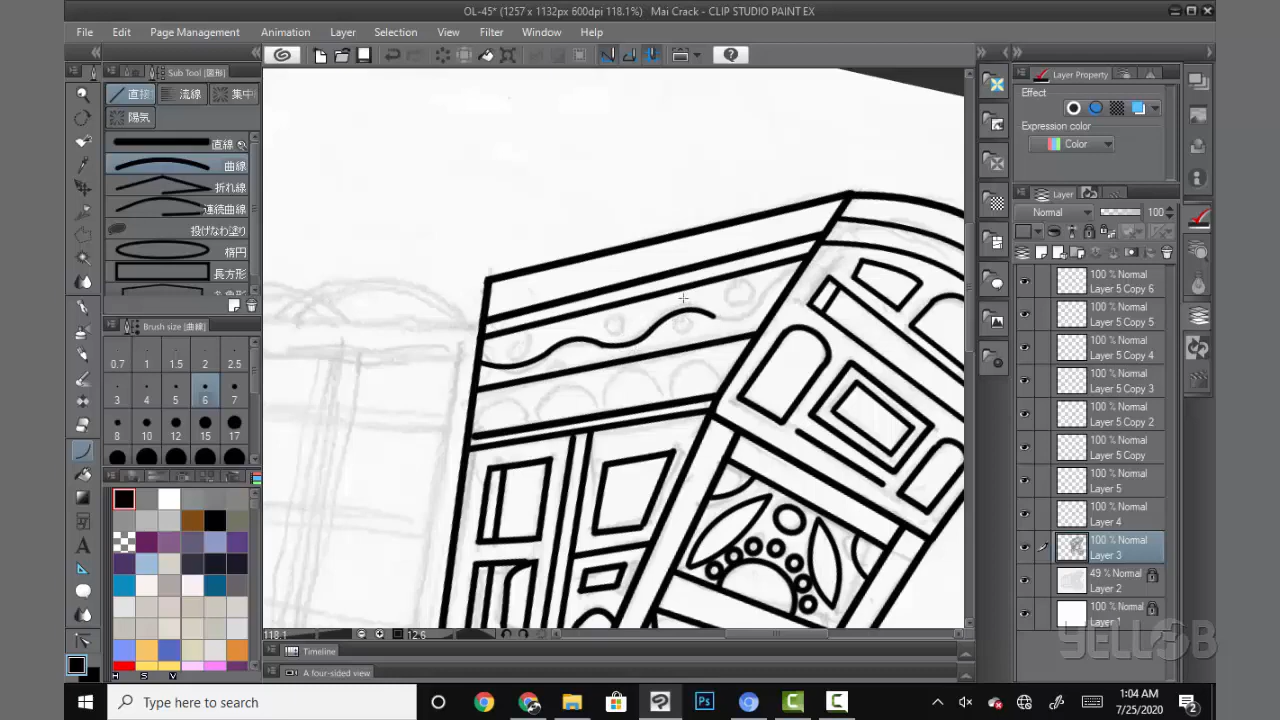 OL-45* (1257 x 1132px 600dpi 118.1%) Mai Crack - CLIP STUDIO PAINT EX
File Edit Page Management Animation Layer Selection View Filter Window Help
Sub Tool [図形]
直接 流線 集中
陽気
直線
曲線
折れ線
連続曲線
投げなわ塗り
楕円
長方形
Brush size [曲線]
0.7 1 1.5 2 2.5
3 4 5 6 7
8 10 12 15 17
H S V
Layer Property
Effect
Expression color
Color
Layer
Normal 100
100 % Normal
Layer 5 Copy 6
100 % Normal
Layer 5 Copy 5
100 % Normal
Layer 5 Copy 4
100 % Normal
Layer 5 Copy 3
100 % Normal
Layer 5 Copy 2
100 % Normal
Layer 5 Copy
100 % Normal
Layer 5
100 % Normal
Layer 4
100 % Normal
Layer 3
49 % Normal
Layer 2
100 % Normal
Layer 1
118.1 12.6
Timeline
A four-sided view
YELLOB
Type here to search
Ps
1:04 AM
7/25/2020
2